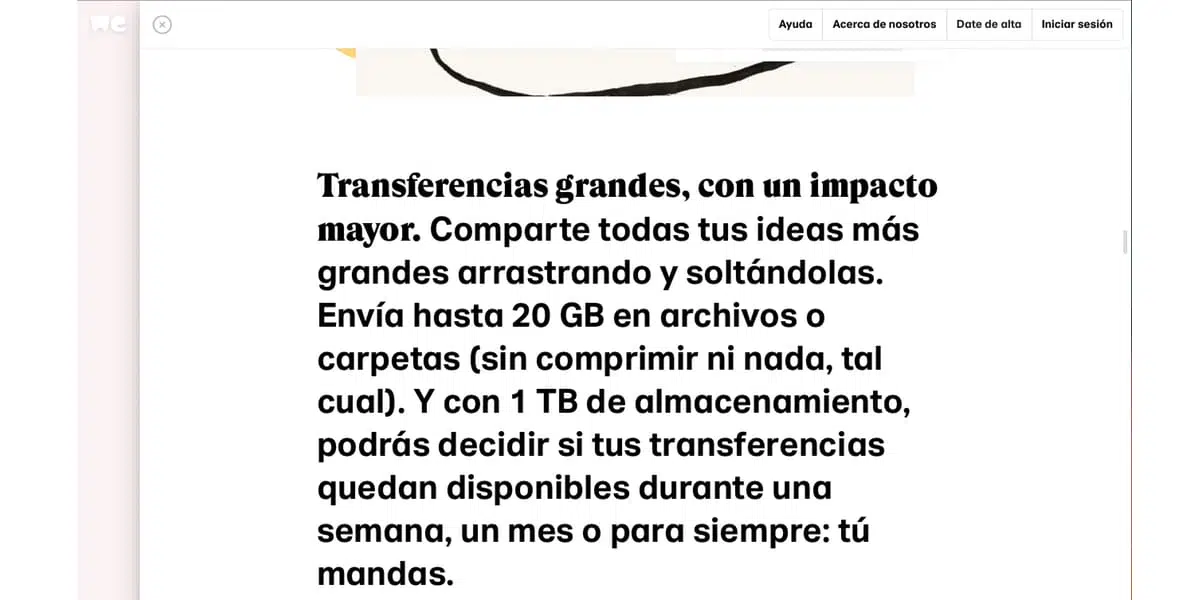 we
Ayuda
Acerca de nosotros
Date de alta
Iniciar sesión
Transferencias grandes, con un impacto
mayor. Comparte todas tus ideas más
grandes arrastrando y soltándolas.
Envía hasta 20 GB en archivos o
carpetas (sin comprimir ni nada, tal
cual). Y con 1 TB de almacenamiento,
podrás decidir si tus transferencias
quedan disponibles durante una
semana, un mes o para siempre: tú
mandas.